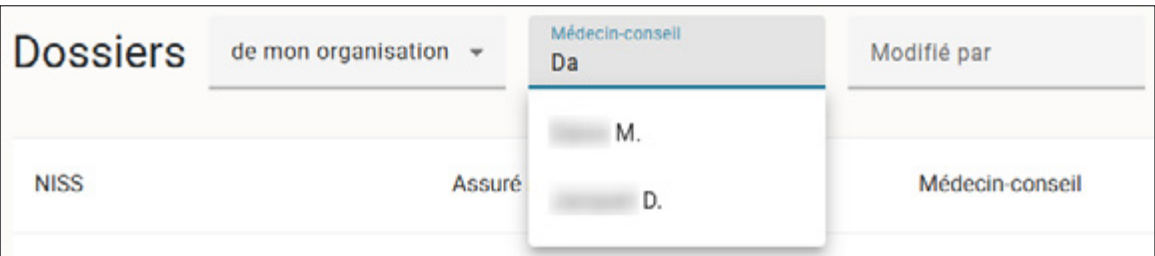 Dossiers
de mon organisation
Médecin-conseil
Da
Modifié par
M.
D.
NISS
Assuré
Médecin-conseil